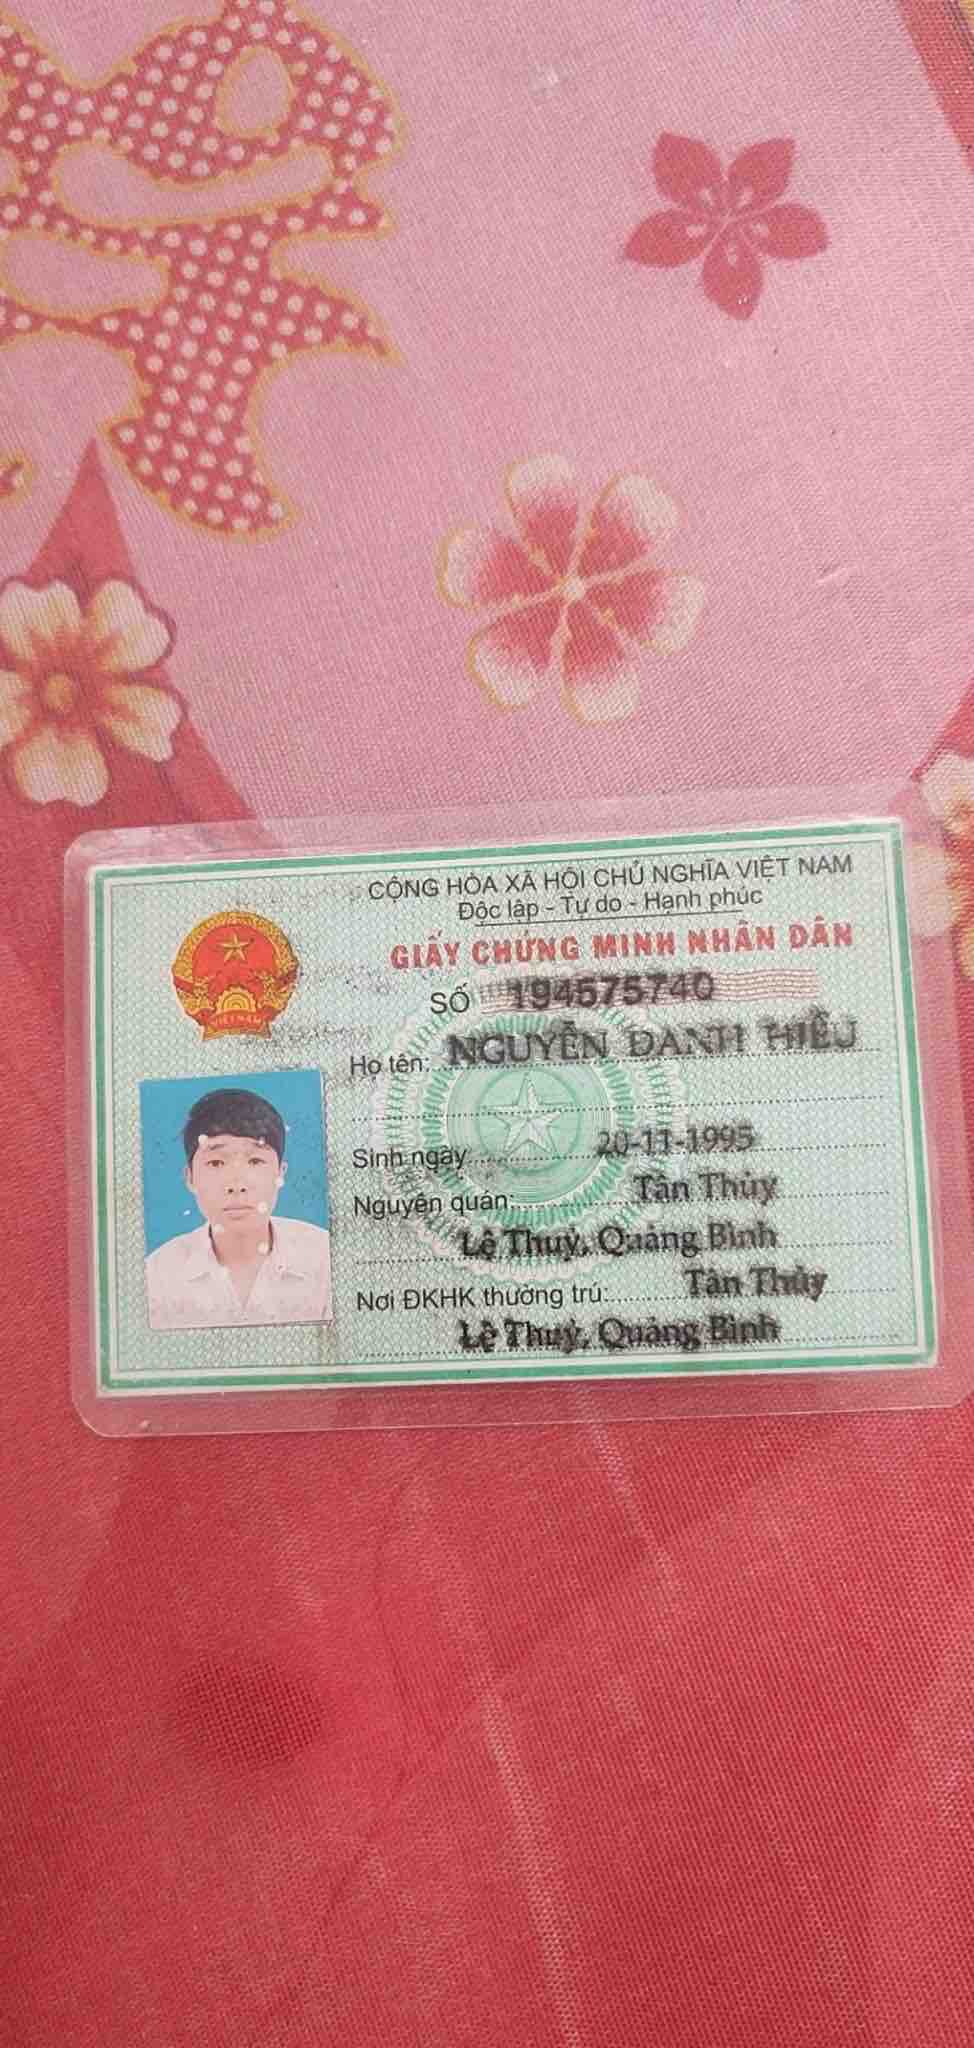 CỘNG HÒA XÃ HỘI CHỦ NGHĨA VIỆT NAM
Độc lập - Tự do - Hạnh phúc
GIẤY CHỨNG MINH NHÂN DÂN
SỐ 194575740
Họ tên: NGUYỄN DANH HIẾU
Sinh ngày 20-11-1995
Nguyên quán: Tân Thủy
Lệ Thuỷ, Quảng Bình
Nơi ĐKHK thường trú: Tân Thủy
Lệ Thuỷ, Quảng Bình
VIỆT NAM